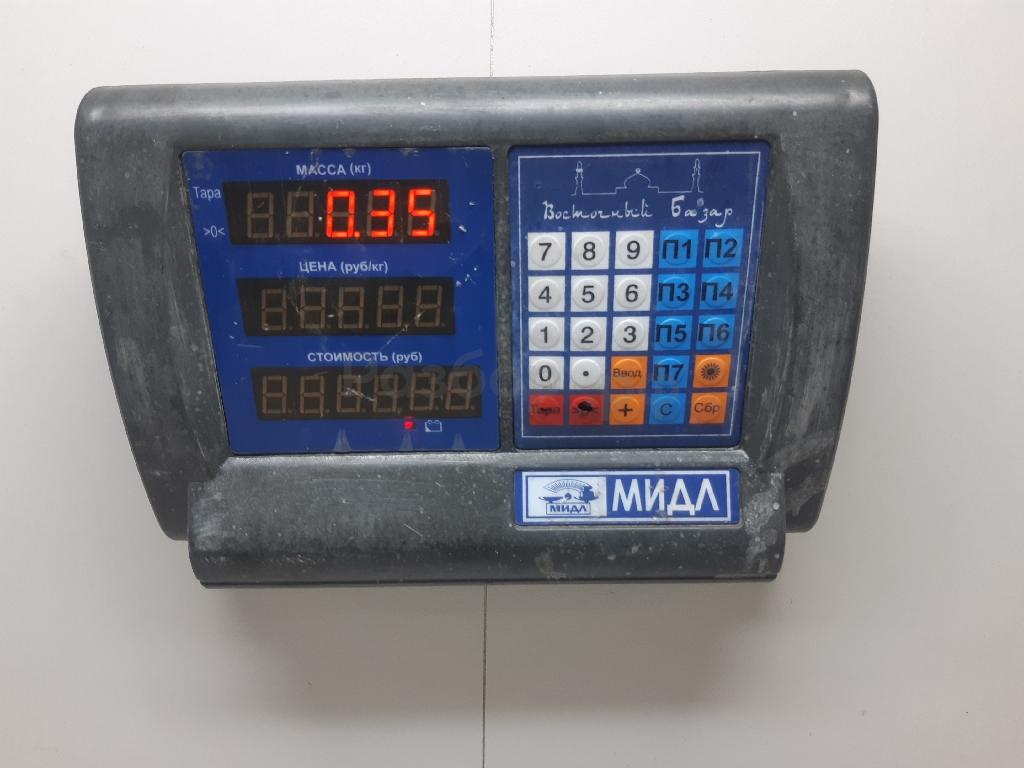 МАССА (кг)
Тара
0.35
>0<
ЦЕНА (руб/кг)
СТОИМОСТЬ (руб)
Восточный Базар
7 8 9 П1 П2
4 5 6 П3 П4
1 2 3 П5 П6
0 • Ввод П7
Тара + С Сбр
МИДЛ
МИДЛ